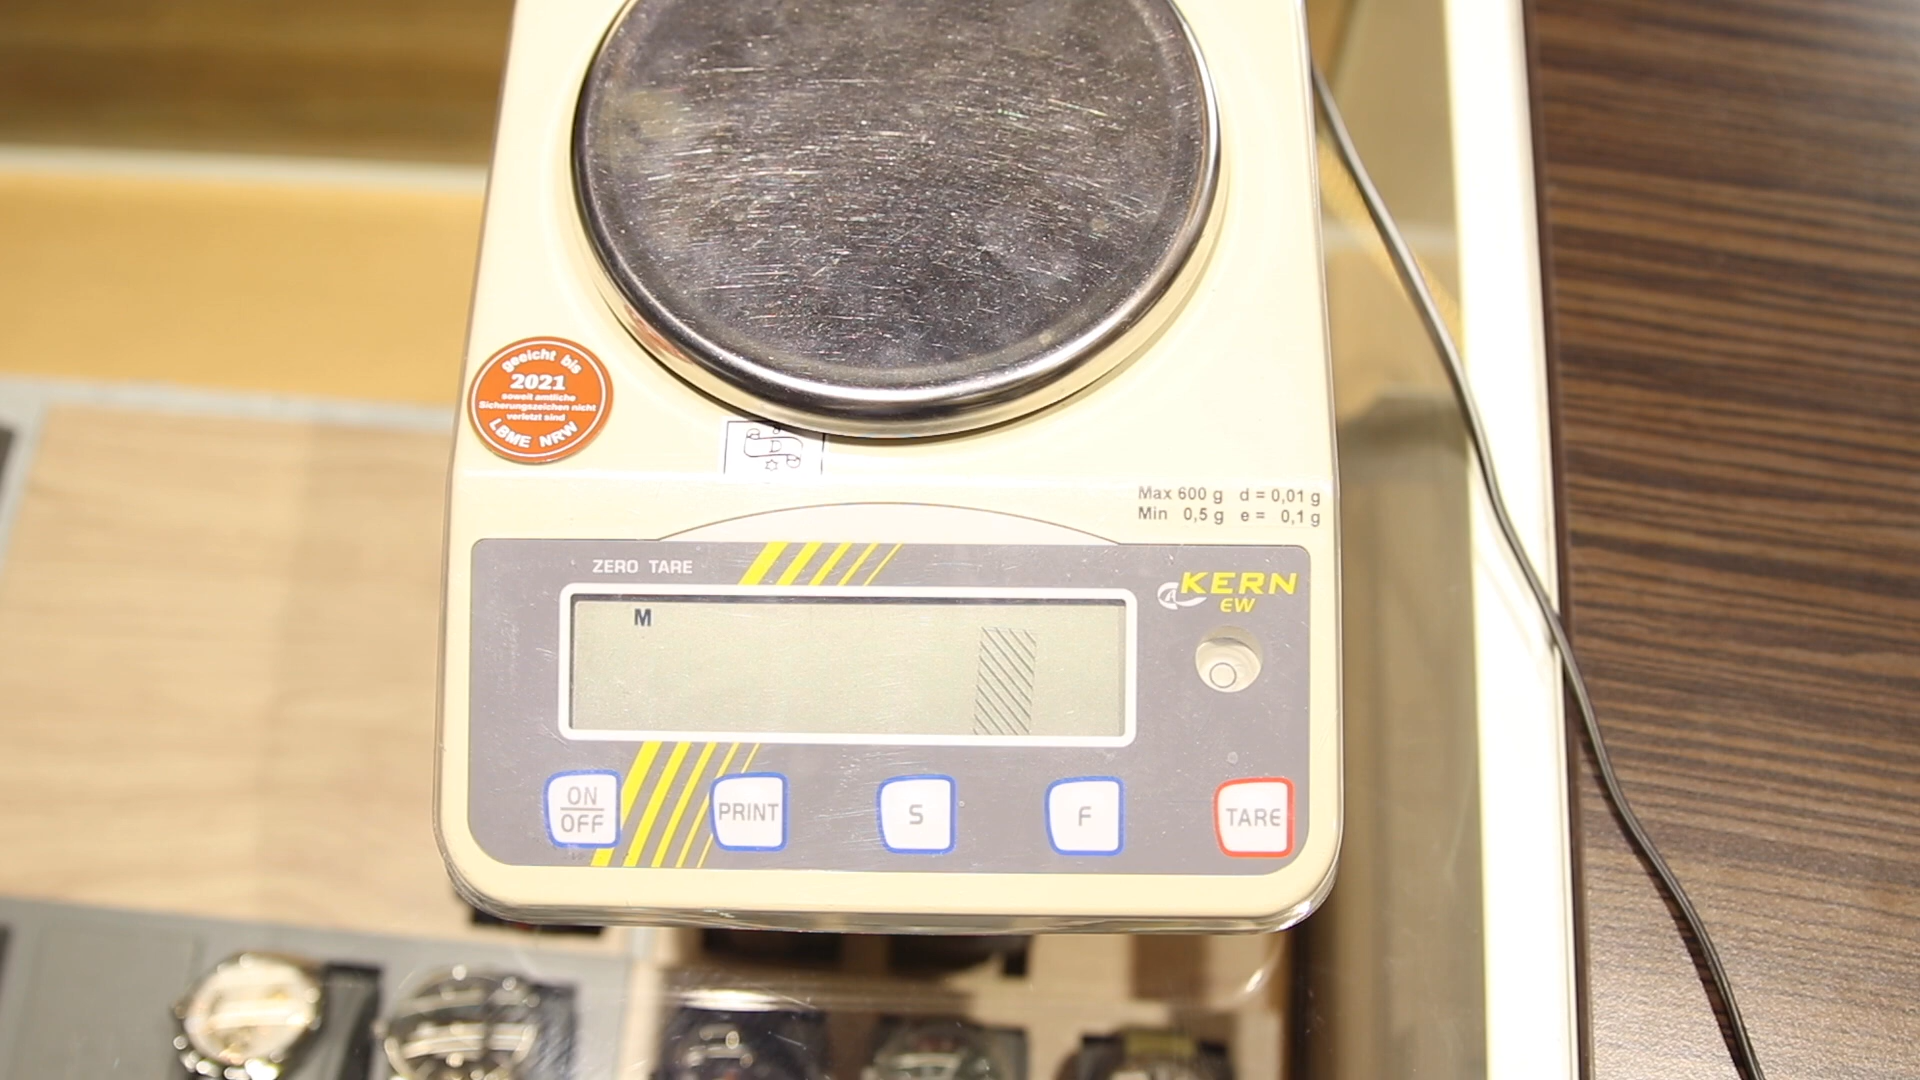 geeicht bis
2021
soweit amtliche
Sicherungszeichen nicht
verletzt sind
LBME NRW
D
Max 600 g d = 0,01 g
Min 0,5 g e = 0,1 g
ZERO TARE
KERN
EW
M
ON
OFF
PRINT
S
F
TARE